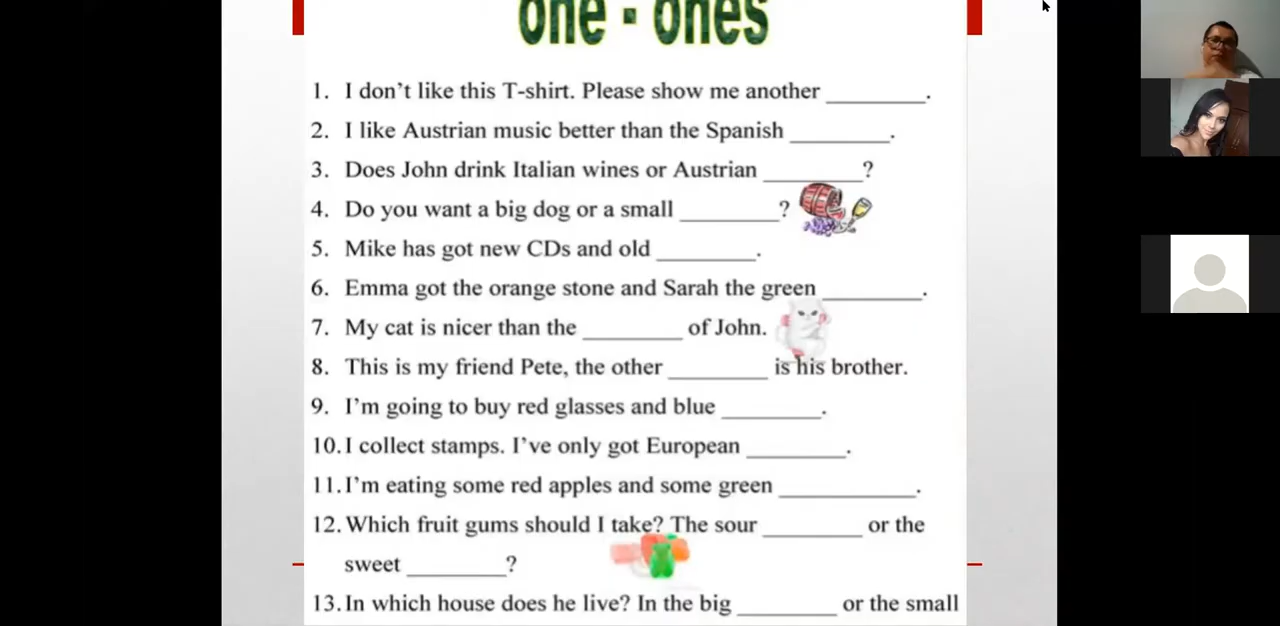 one - ones
1. I don't like this T-shirt. Please show me another _________.
2. I like Austrian music better than the Spanish _________.
3. Does John drink Italian wines or Austrian _________?
4. Do you want a big dog or a small _________?
5. Mike has got new CDs and old _________.
6. Emma got the orange stone and Sarah the green _________.
7. My cat is nicer than the _________ of John.
8. This is my friend Pete, the other _________ is his brother.
9. I'm going to buy red glasses and blue _________.
10. I collect stamps. I've only got European _________.
11. I'm eating some red apples and some green ____________.
12. Which fruit gums should I take? The sour _________ or the
sweet _________?
13. In which house does he live? In the big _________ or the small